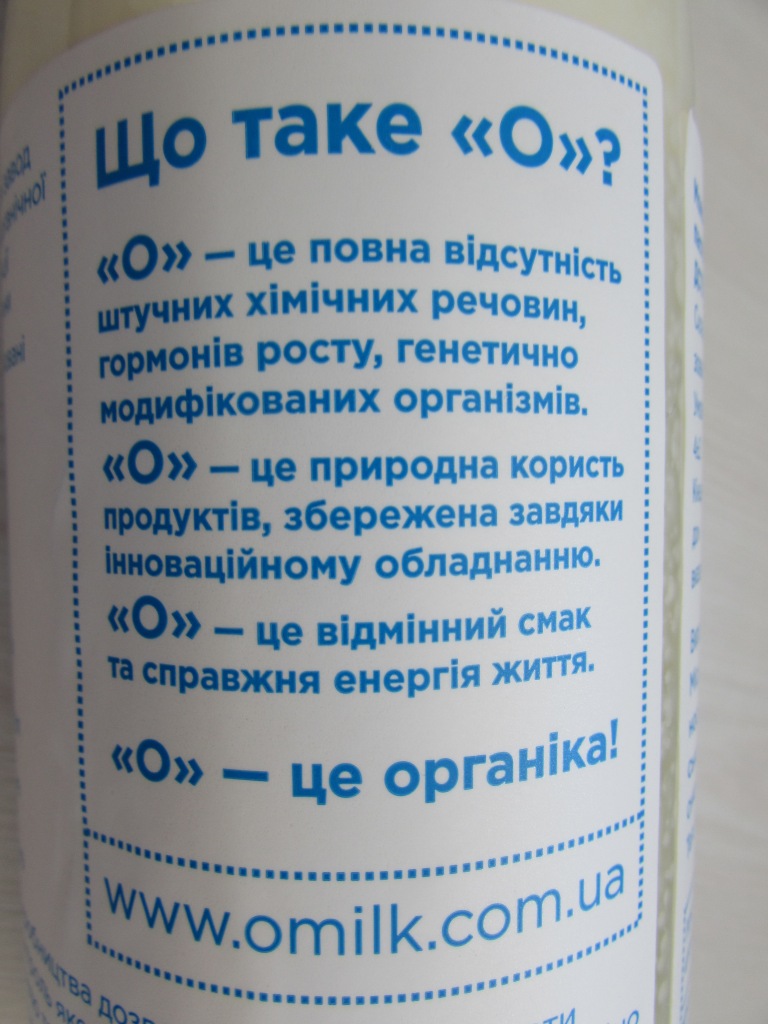 Що таке «О»?
«О» — це повна відсутність
штучних хімічних речовин,
гормонів росту, генетично
модифікованих організмів.
«О» — це природна користь
продуктів, збережена завдяки
інноваційному обладнанню.
«О» — це відмінний смак
та справжня енергія життя.
«О» — це органіка!
www.omilk.com.ua